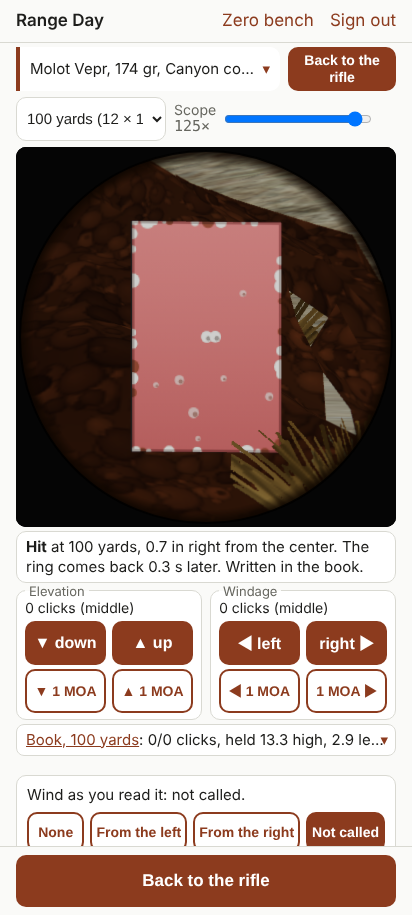 Range Day Zero bench Sign out
Molot Vepr, 174 gr, Canyon co... ▼
Back to the
rifle
100 yards (12 × 1
Scope
125×
Hit at 100 yards, 0.7 in right from the center. The
ring comes back 0.3 s later. Written in the book.
Elevation
0 clicks (middle)
▼ down ▲ up
▼ 1 MOA ▲ 1 MOA
Windage
0 clicks (middle)
◀ left right ▶
◀ 1 MOA 1 MOA ▶
Book, 100 yards: 0/0 clicks, held 13.3 high, 2.9 le...▼
Wind as you read it: not called.
None From the left From the right Not called
Back to the rifle